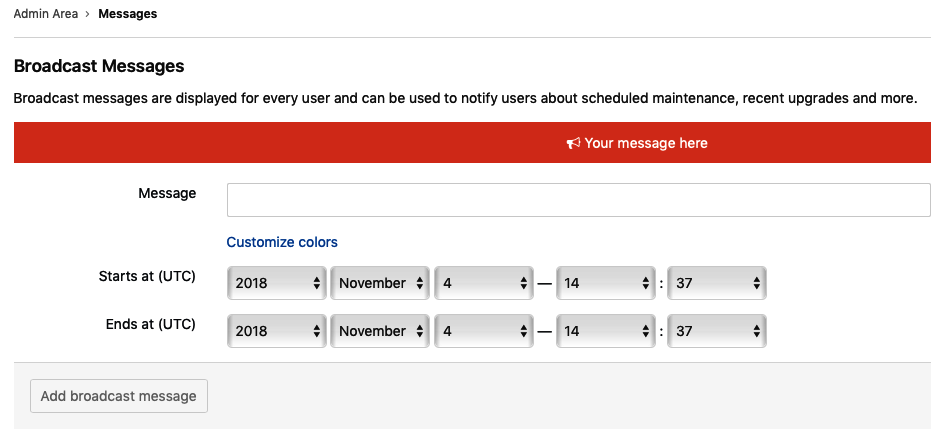 Admin Area › Messages
Broadcast Messages
Broadcast messages are displayed for every user and can be used to notify users about scheduled maintenance, recent upgrades and more.
Your message here
Message
Customize colors
Starts at (UTC) 2018 November 4 — 14 : 37
Ends at (UTC) 2018 November 4 — 14 : 37
Add broadcast message